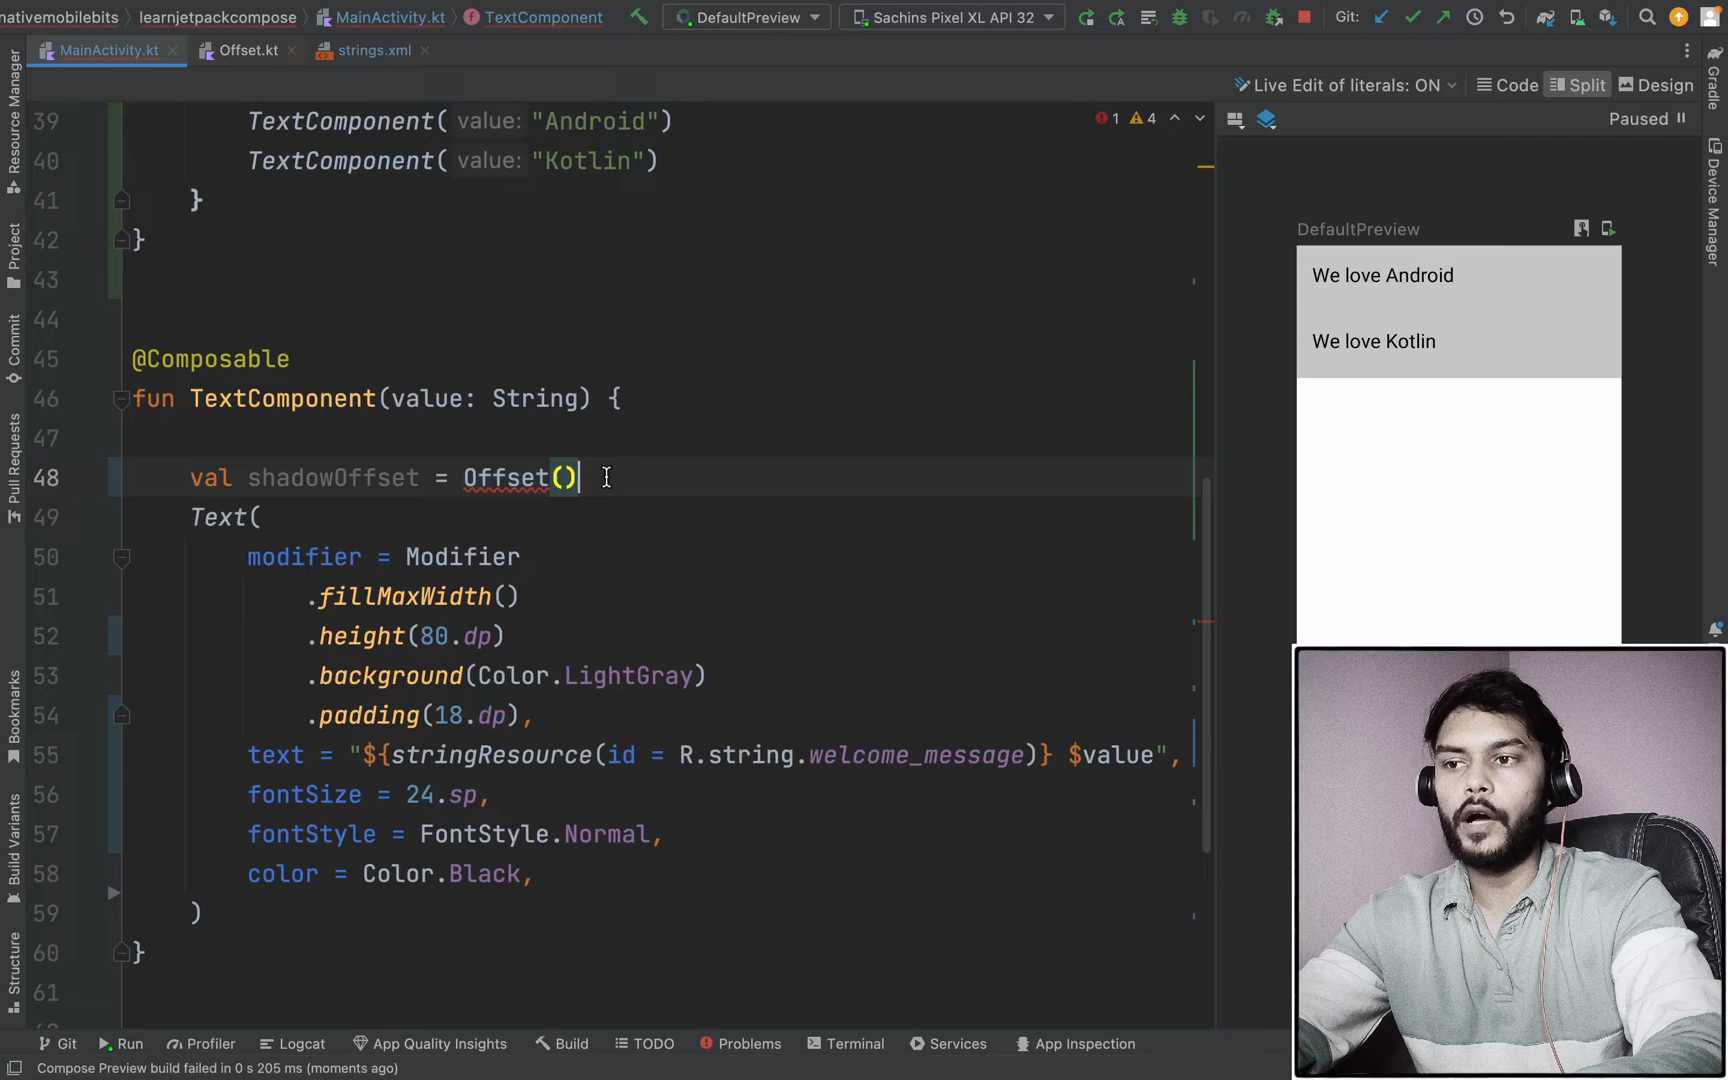 nativemobilebits learnjetpackcompose MainActivity.kt TextComponent DefaultPreview Sachins Pixel XL API 32 Git:
MainActivity.kt Offset.kt strings.xml
Live Edit of literals: ON Code Split Design
39 TextComponent( value: "Android") 1 4 Paused
40 TextComponent( value: "Kotlin")
41 }
42 }
43
44
45 @Composable
46 fun TextComponent(value: String) {
47
48 val shadowOffset = Offset()
49 Text(
50 modifier = Modifier
51 .fillMaxWidth()
52 .height(80.dp)
53 .background(Color.LightGray)
54 .padding(18.dp),
55 text = "${stringResource(id = R.string.welcome_message)} $value",
56 fontSize = 24.sp,
57 fontStyle = FontStyle.Normal,
58 color = Color.Black,
59 )
60 }
61
DefaultPreview
We love Android
We love Kotlin
Resource Manager
Project
Commit
Pull Requests
Bookmarks
Build Variants
Structure
Gradle
Device Manager
Git Run Profiler Logcat App Quality Insights Build TODO Problems Terminal Services App Inspection
Compose Preview build failed in 0 s 205 ms (moments ago)